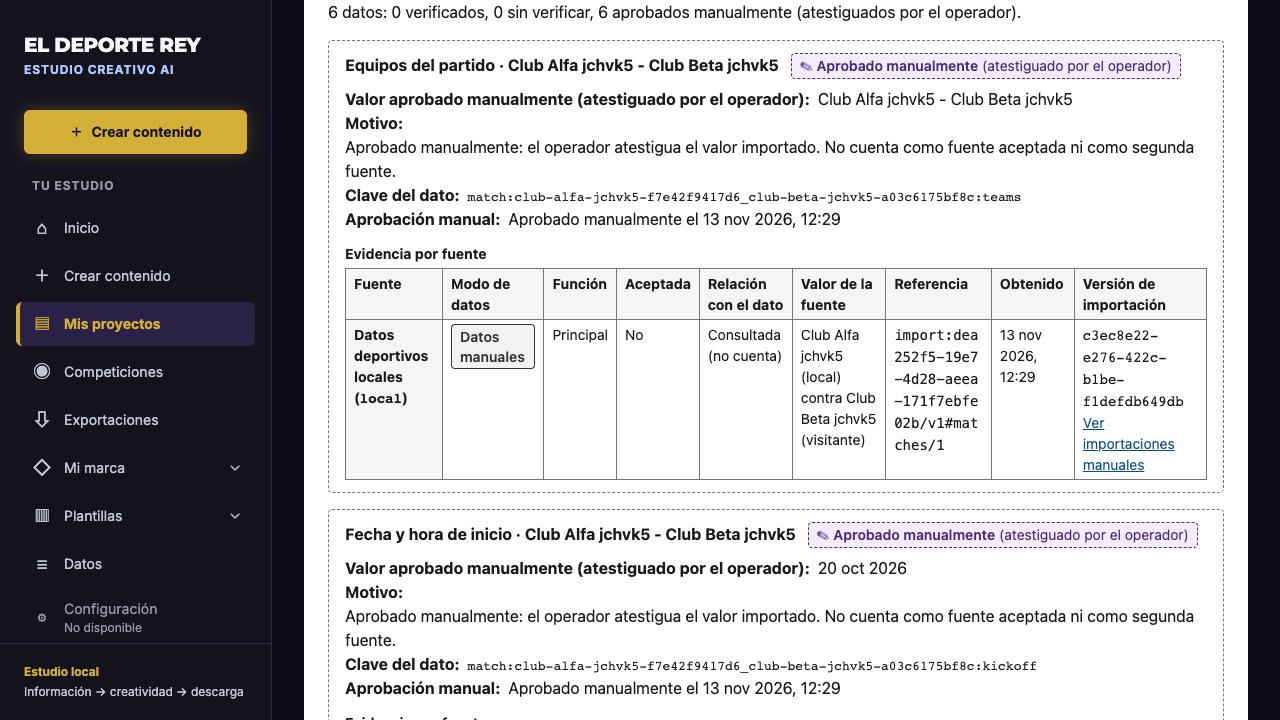 EL DEPORTE REY
ESTUDIO CREATIVO AI
+ Crear contenido
TU ESTUDIO
Inicio
Crear contenido
Mis proyectos
Competiciones
Exportaciones
Mi marca
Plantillas
Datos
Configuración
No disponible
Estudio local
Información → creatividad → descarga
6 datos: 0 verificados, 0 sin verificar, 6 aprobados manualmente (atestiguados por el operador).
Equipos del partido · Club Alfa jchvk5 - Club Beta jchvk5 ✎ Aprobado manualmente (atestiguado por el operador)
Valor aprobado manualmente (atestiguado por el operador): Club Alfa jchvk5 - Club Beta jchvk5
Motivo:
Aprobado manualmente: el operador atestigua el valor importado. No cuenta como fuente aceptada ni como segunda
fuente.
Clave del dato: match:club-alfa-jchvk5-f7e42f9417d6_club-beta-jchvk5-a03c6175bf8c:teams
Aprobación manual: Aprobado manualmente el 13 nov 2026, 12:29
Evidencia por fuente
Fuente
Modo de
datos
Función
Aceptada
Relación
con el dato
Valor de la
fuente
Referencia
Obtenido
Versión de
importación
Datos
deportivos
locales
(local)
Datos
manuales
Principal
No
Consultada
(no cuenta)
Club Alfa
jchvk5
(local)
contra Club
Beta jchvk5
(visitante)
import:dea
252f5-19e7
-4d28-aeea
-171f7ebfe
02b/v1#mat
ches/1
13 nov
2026,
12:29
c3ec8e22-
e276-422c-
b1be-
f1defdb649db
Ver
importaciones
manuales
Fecha y hora de inicio · Club Alfa jchvk5 - Club Beta jchvk5 ✎ Aprobado manualmente (atestiguado por el operador)
Valor aprobado manualmente (atestiguado por el operador): 20 oct 2026
Motivo:
Aprobado manualmente: el operador atestigua el valor importado. No cuenta como fuente aceptada ni como segunda
fuente.
Clave del dato: match:club-alfa-jchvk5-f7e42f9417d6_club-beta-jchvk5-a03c6175bf8c:kickoff
Aprobación manual: Aprobado manualmente el 13 nov 2026, 12:29